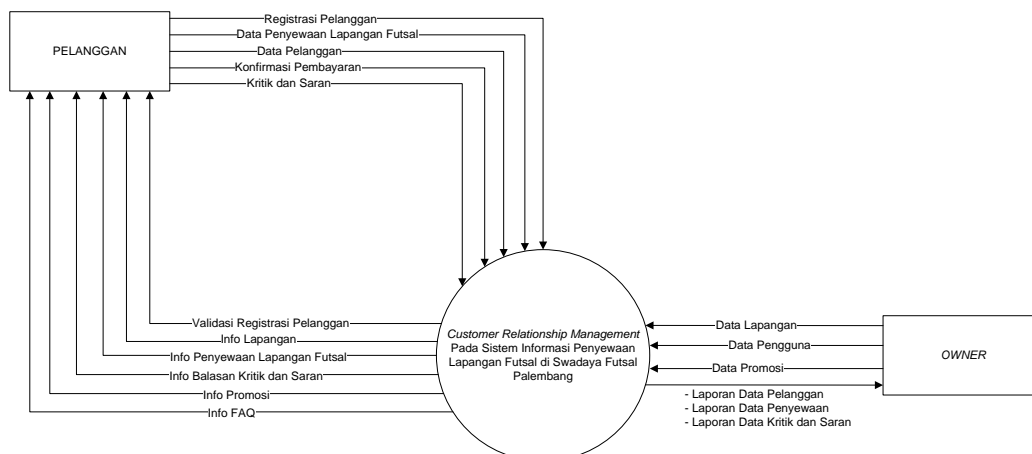 PELANGGAN
Registrasi Pelanggan
Data Penyewaan Lapangan Futsal
Data Pelanggan
Konfirmasi Pembayaran
Kritik dan Saran
Validasi Registrasi Pelanggan
Info Lapangan
Info Penyewaan Lapangan Futsal
Info Balasan Kritik dan Saran
Info Promosi
Info FAQ
Customer Relationship Management
Pada Sistem Informasi Penyewaan
Lapangan Futsal di Swadaya Futsal
Palembang
Data Lapangan
Data Pengguna
Data Promosi
- Laporan Data Pelanggan
- Laporan Data Penyewaan
- Laporan Data Kritik dan Saran
OWNER